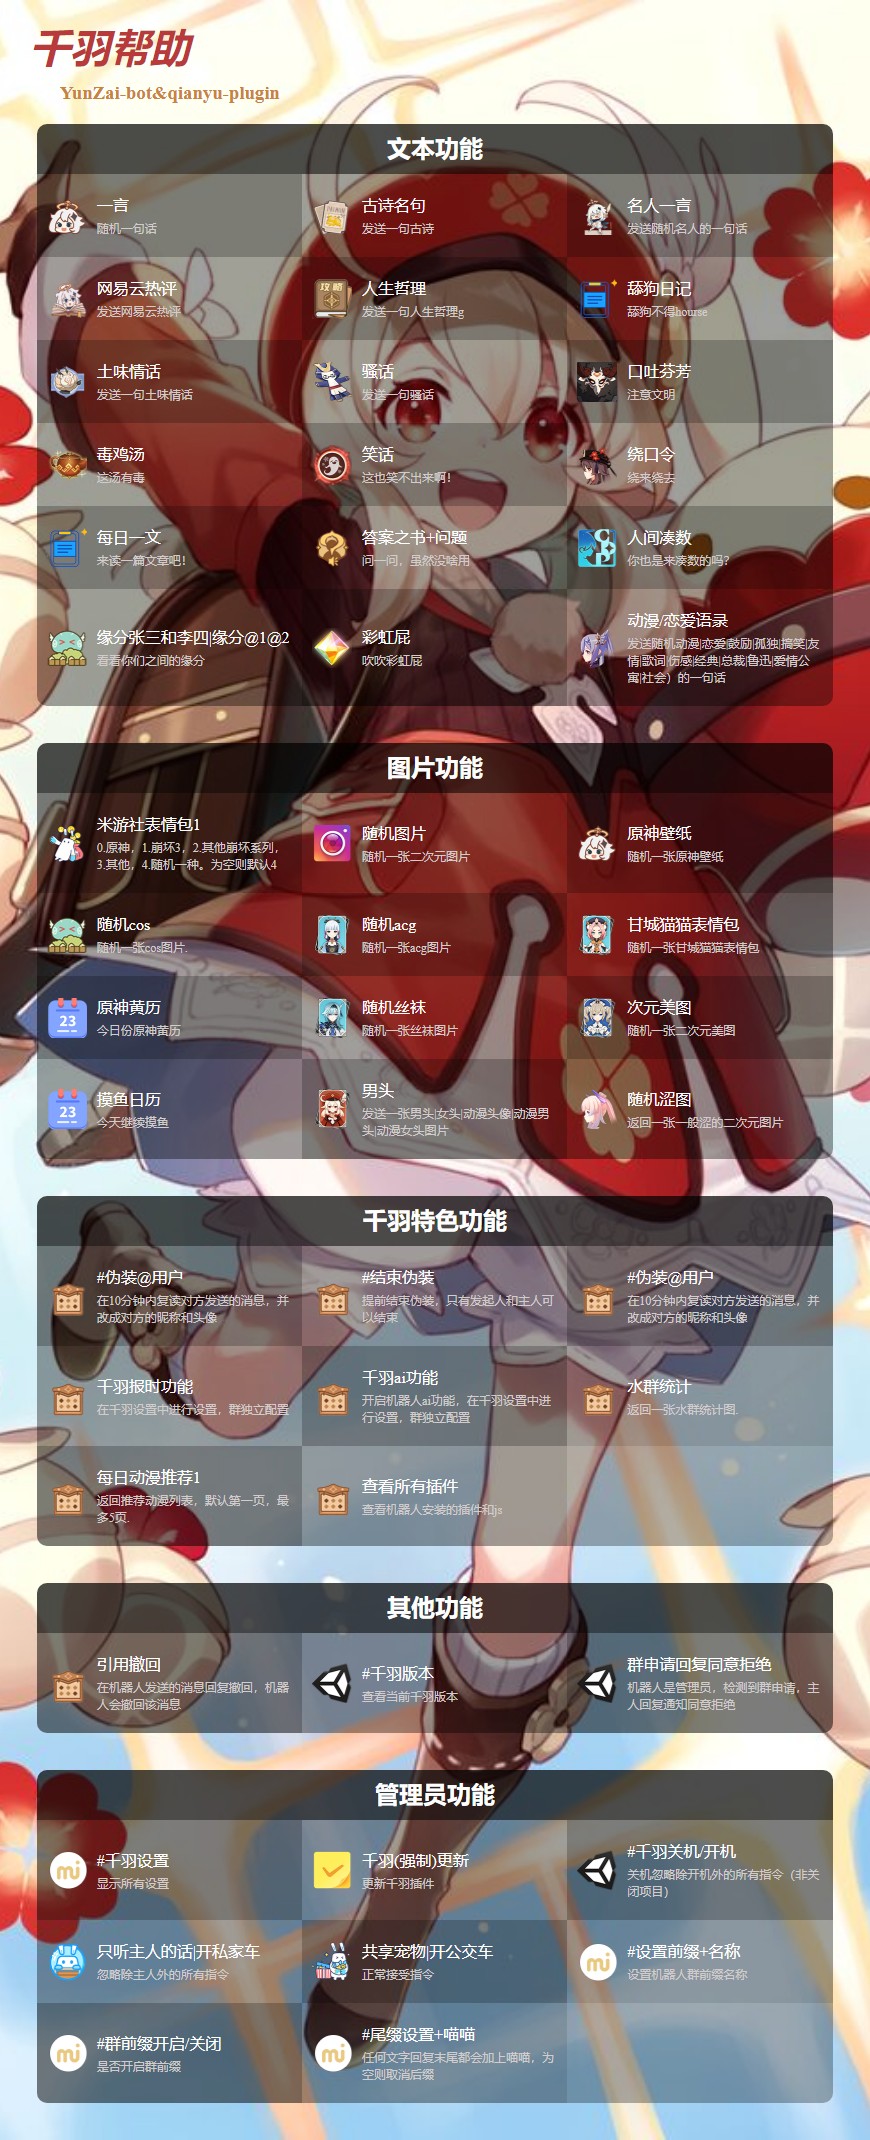 千羽帮助
YunZai-bot&qianyu-plugin
文本功能
一言
随机一句话
古诗名句
发送一句古诗
名人一言
发送随机名人的一句话
网易云热评
发送网易云热评
人生哲理
发送一句人生哲理g
舔狗日记
舔狗不得hourse
土味情话
发送一句土味情话
骚话
发送一句骚话
口吐芬芳
注意文明
毒鸡汤
这汤有毒
笑话
这也笑不出来啊!
绕口令
绕来绕去
每日一文
来读一篇文章吧!
答案之书+问题
问一问，虽然没啥用
人间凑数
你也是来凑数的吗?
缘分张三和李四|缘分@1@2
看看你们之间的缘分
彩虹屁
吹吹彩虹屁
动漫/恋爱语录
发送随机动漫|恋爱|鼓励|孤独|搞笑|友
情|歌词|伤感|经典|总裁|鲁迅|爱情公
寓|社会）的一句话
图片功能
米游社表情包1
0.原神，1.崩坏3，2.其他崩坏系列，
3.其他，4.随机一种。为空则默认4
随机图片
随机一张二次元图片
原神壁纸
随机一张原神壁纸
随机cos
随机一张cos图片.
随机acg
随机一张acg图片
甘城猫猫表情包
随机一张甘城猫猫表情包
原神黄历
今日份原神黄历
23
随机丝袜
随机一张丝袜图片
次元美图
随机一张二次元美图
摸鱼日历
今天继续摸鱼
23
男头
发送一张男头|女头|动漫头像|动漫男
头|动漫女头图片
随机涩图
返回一张一般涩的二次元图片
千羽特色功能
#伪装@用户
在10分钟内复读对方发送的消息，并
改成对方的昵称和头像
#结束伪装
提前结束伪装，只有发起人和主人可
以结束
#伪装@用户
在10分钟内复读对方发送的消息，并
改成对方的昵称和头像
千羽报时功能
在千羽设置中进行设置，群独立配置
千羽ai功能
开启机器人ai功能，在千羽设置中进
行设置，群独立配置
水群统计
返回一张水群统计图.
每日动漫推荐1
返回推荐动漫列表，默认第一页，最
多5页.
查看所有插件
查看机器人安装的插件和js
其他功能
引用撤回
在机器人发送的消息回复撤回，机器
人会撤回该消息
#千羽版本
查看当前千羽版本
群申请回复同意拒绝
机器人是管理员，检测到群申请，主
人回复通知同意拒绝
管理员功能
#千羽设置
显示所有设置
千羽(强制)更新
更新千羽插件
#千羽关机/开机
关机忽略除开机外的所有指令（非关
闭项目）
只听主人的话|开私家车
忽略除主人外的所有指令
共享宠物|开公交车
正常接受指令
#设置前缀+名称
设置机器人群前缀名称
#群前缀开启/关闭
是否开启群前缀
#尾缀设置+喵喵
任何文字回复末尾都会加上喵喵，为
空则取消后缀